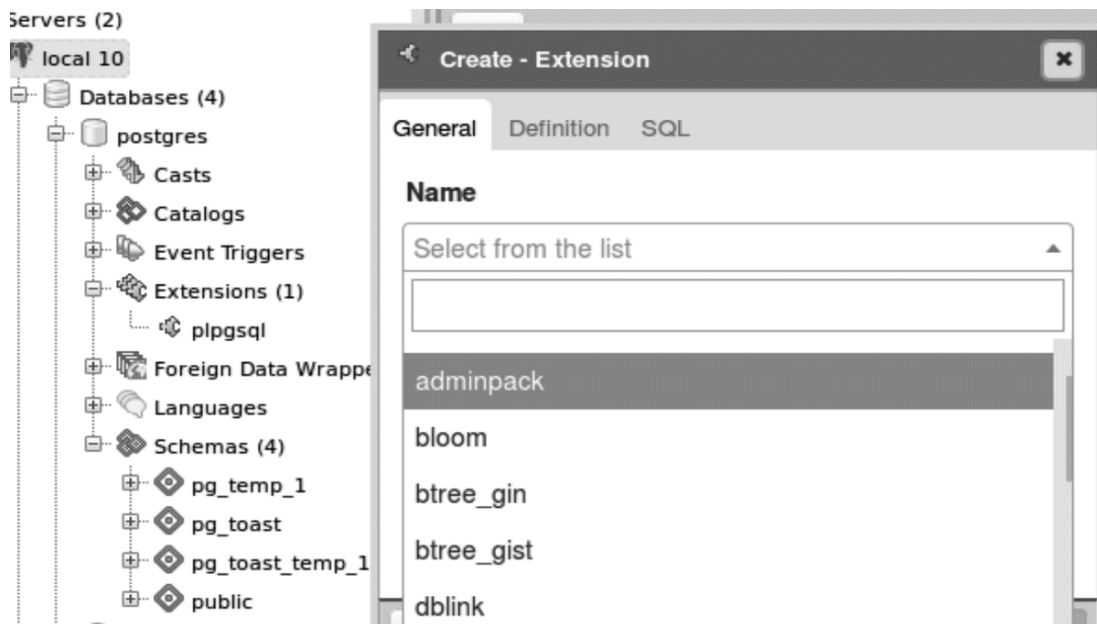 Servers (2)
local 10
Databases (4)
postgres
Casts
Catalogs
Event Triggers
Extensions (1)
plpgsql
Foreign Data Wrappe
Languages
Schemas (4)
pg_temp_1
pg_toast
pg_toast_temp_1
public
Create - Extension
General Definition SQL
Name
Select from the list
adminpack
bloom
btree_gin
btree_gist
dblink